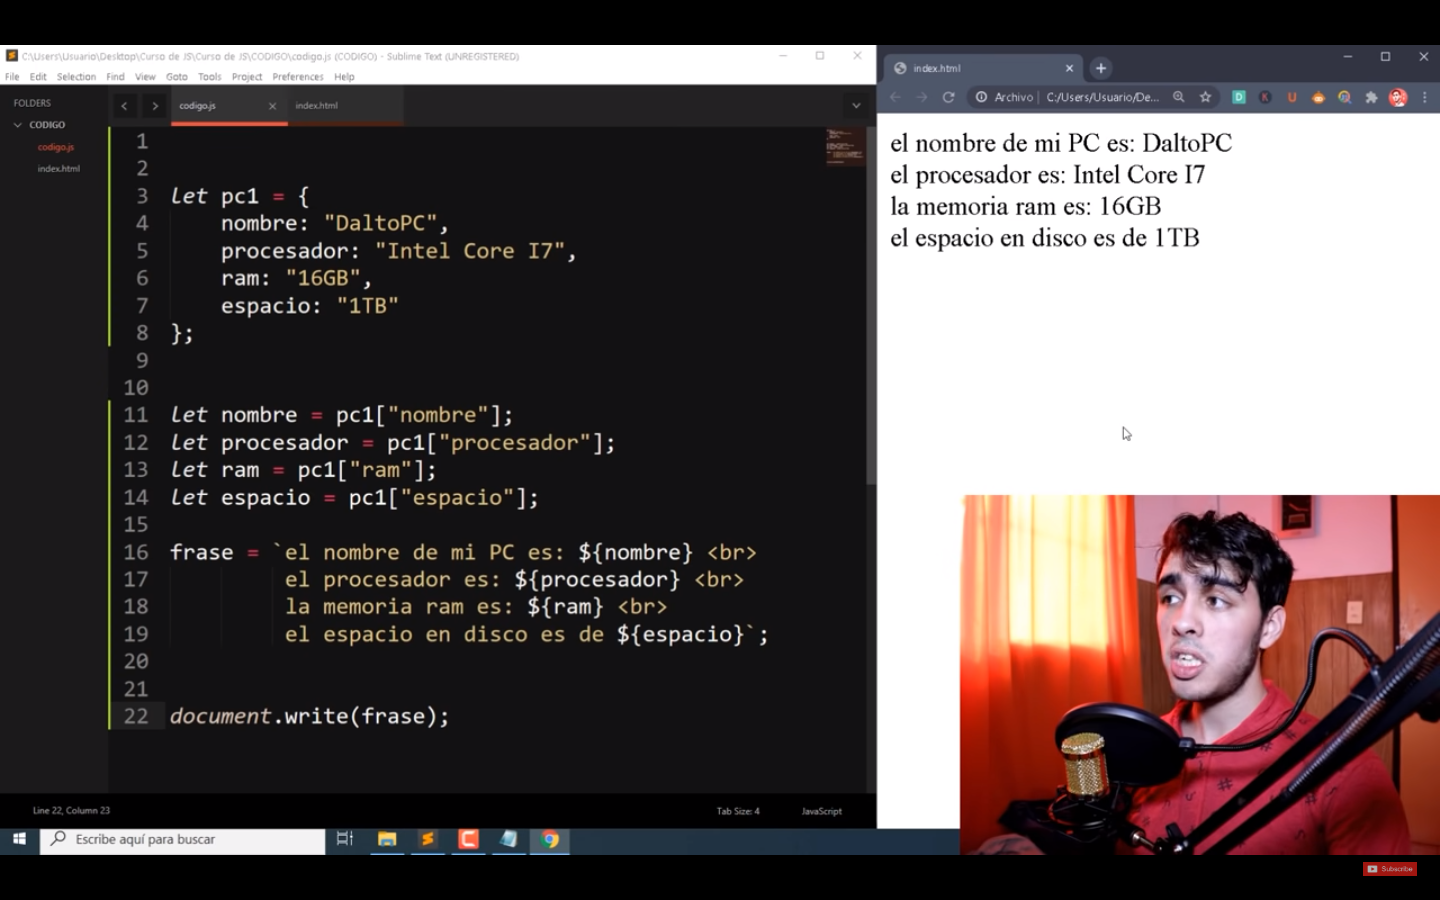 C:\Users\Usuario\Desktop\Curso de JS\Curso de JS\CODIGO\codigo.js (CODIGO) - Sublime Text (UNREGISTERED)
File Edit Selection Find View Goto Tools Project Preferences Help
FOLDERS
CODIGO
codigo.js
index.html
codigo.js
index.html
1
2
3 let pc1 = {
4 nombre: "DaltoPC",
5 procesador: "Intel Core I7",
6 ram: "16GB",
7 espacio: "1TB"
8 };
9
10
11 let nombre = pc1["nombre"];
12 let procesador = pc1["procesador"];
13 let ram = pc1["ram"];
14 let espacio = pc1["espacio"];
15
16 frase = `el nombre de mi PC es: ${nombre} <br>
17 el procesador es: ${procesador} <br>
18 la memoria ram es: ${ram} <br>
19 el espacio en disco es de ${espacio}`;
20
21
22 document.write(frase);
Line 22, Column 23
Tab Size: 4
JavaScript
Escribe aquí para buscar
index.html
Archivo | C:/Users/Usuario/De...
el nombre de mi PC es: DaltoPC
el procesador es: Intel Core I7
la memoria ram es: 16GB
el espacio en disco es de 1TB
Subscribe